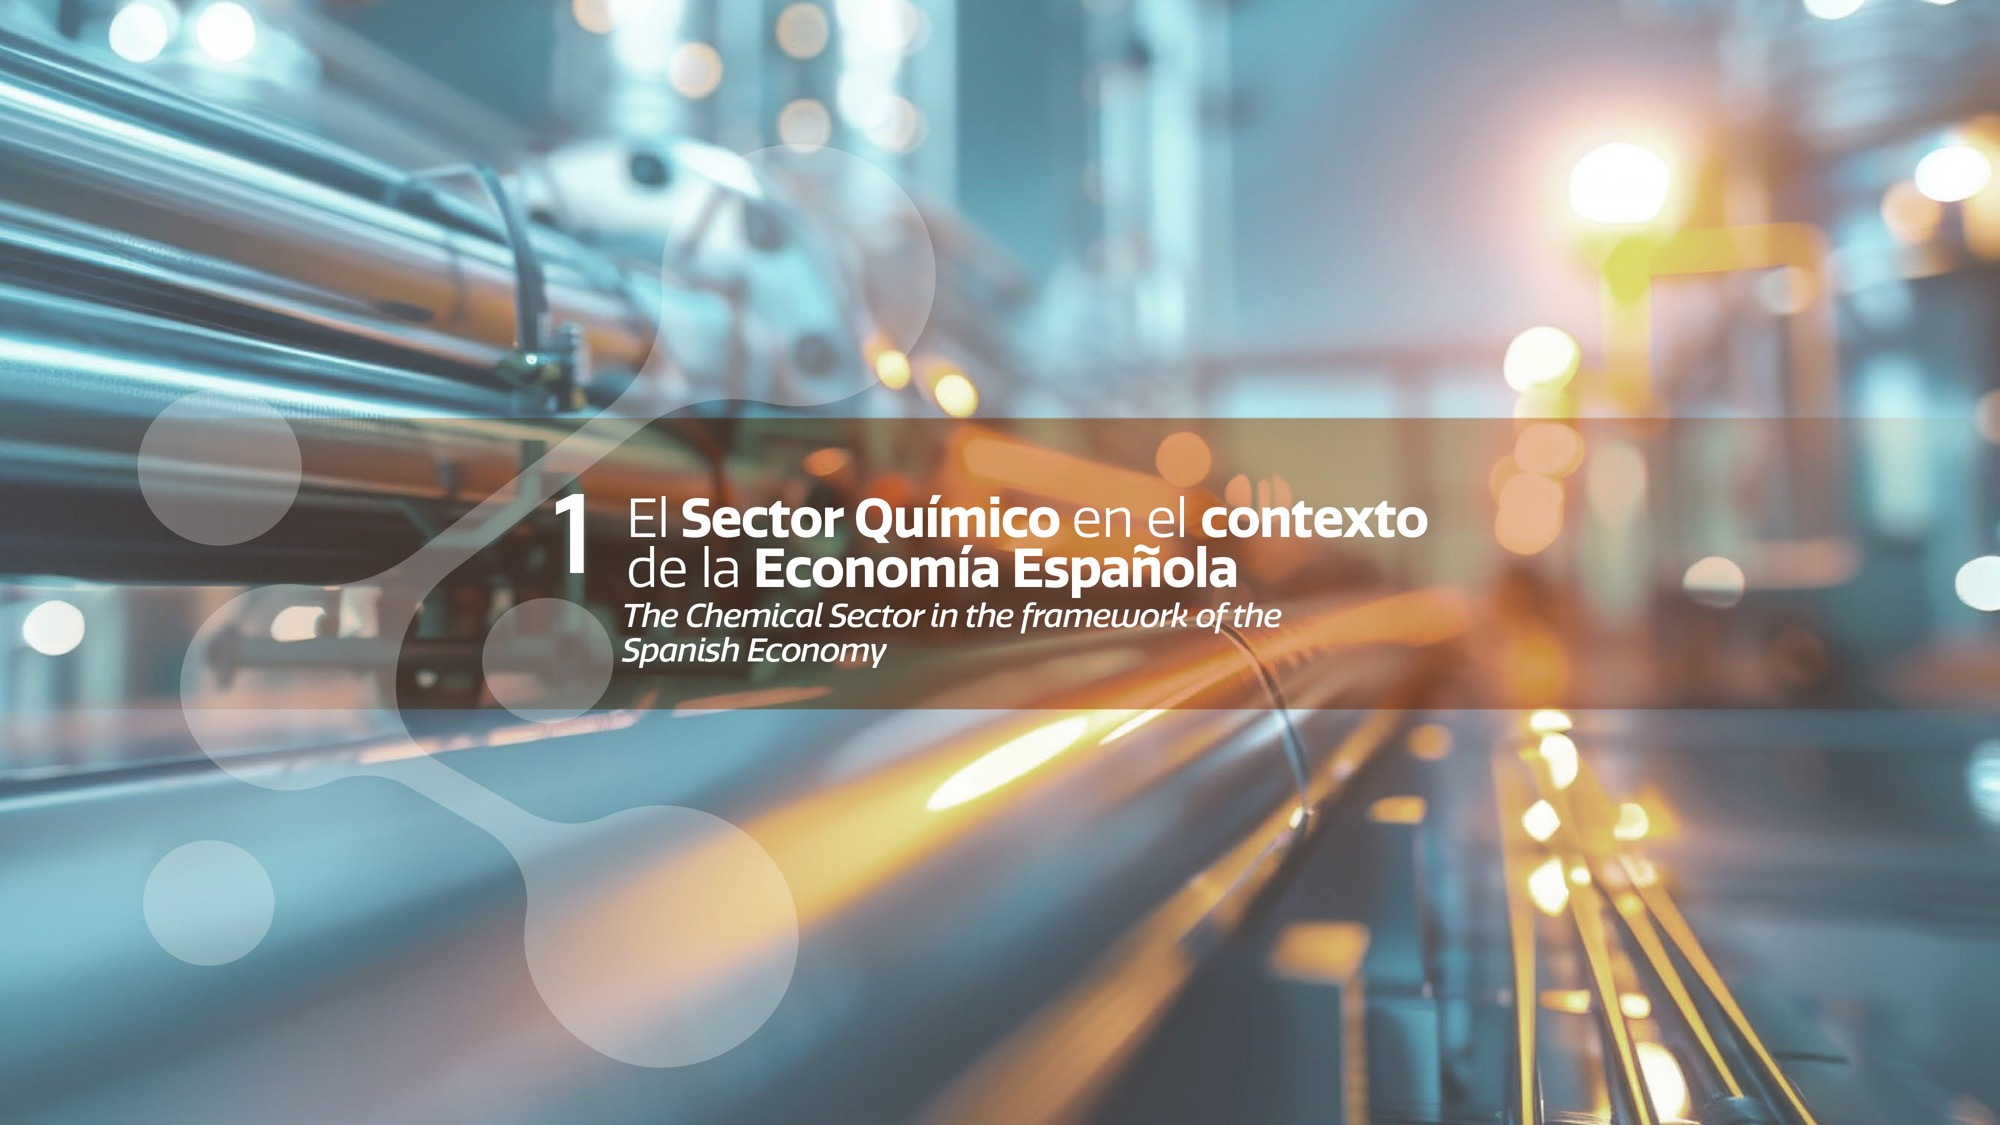 1
El Sector Químico en el contexto
de la Economía Española
The Chemical Sector in the framework of the
Spanish Economy